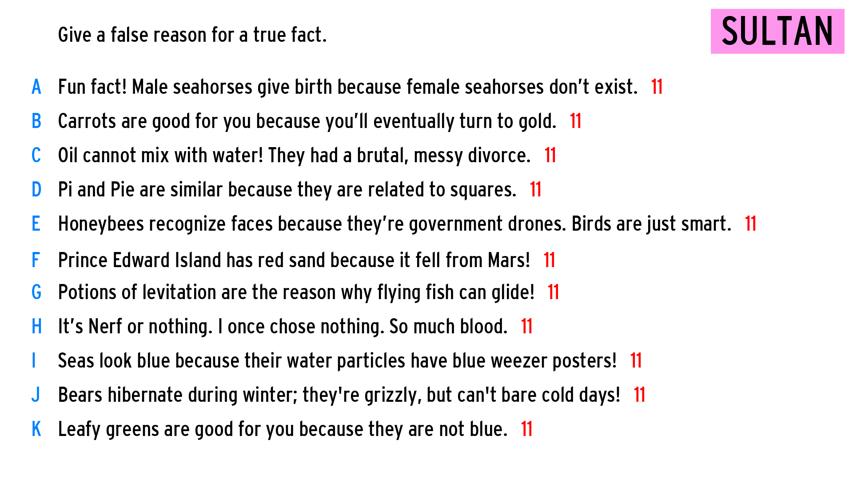 Give a false reason for a true fact.
SULTAN
A Fun fact! Male seahorses give birth because female seahorses don't exist. 11
B Carrots are good for you because you'll eventually turn to gold. 11
C Oil cannot mix with water! They had a brutal, messy divorce. 11
D Pi and Pie are similar because they are related to squares. 11
E Honeybees recognize faces because they're government drones. Birds are just smart. 11
F Prince Edward Island has red sand because it fell from Mars! 11
G Potions of levitation are the reason why flying fish can glide! 11
H It's Nerf or nothing. I once chose nothing. So much blood. 11
I Seas look blue because their water particles have blue weezer posters! 11
J Bears hibernate during winter; they're grizzly, but can't bare cold days! 11
K Leafy greens are good for you because they are not blue. 11